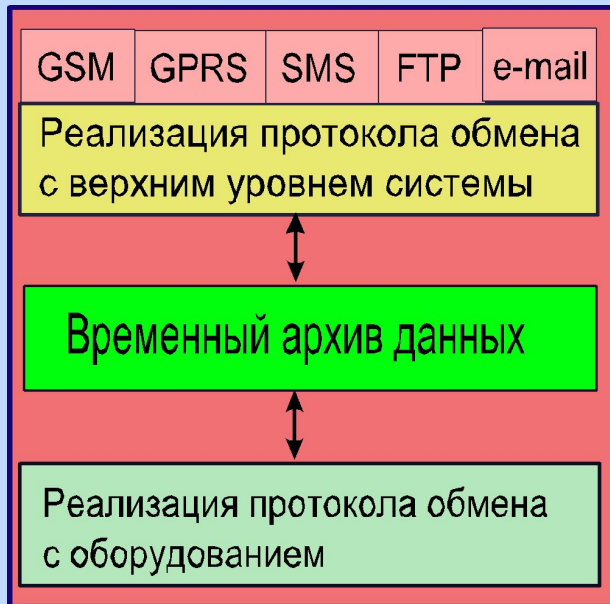 GSM GPRS SMS FTP e-mail
Реализация протокола обмена
с верхним уровнем системы
Временный архив данных
Реализация протокола обмена
с оборудованием